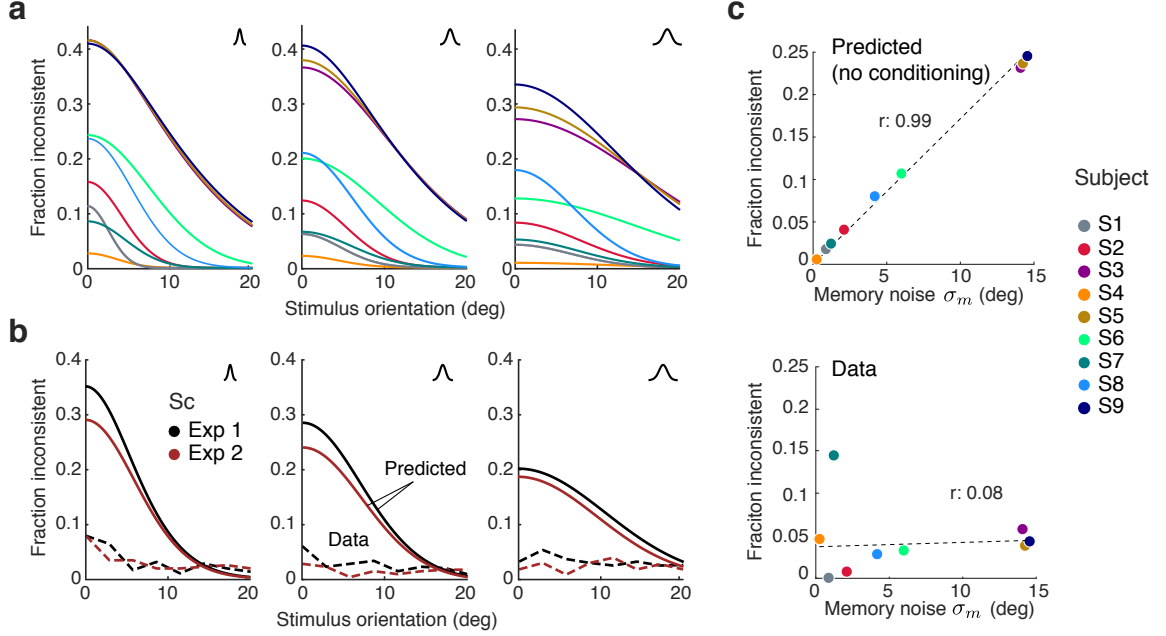 a
Fraction inconsistent
0.4
0.3
0.2
0.1
0
0
10
20
0.4
0.3
0.2
0.1
0
0
10
20
0.4
0.3
0.2
0.1
0
0
10
20
Stimulus orientation (deg)
b
Fraction inconsistent
0.4
0.3
0.2
0.1
0
0
10
20
Sc
Exp 1
Exp 2
0.4
0.3
0.2
0.1
0
0
10
20
Predicted
Data
0.4
0.3
0.2
0.1
0
0
10
20
Stimulus orientation (deg)
c
Fraciton inconsistent
0.25
0.2
0.15
0.1
0.05
0
0
5
10
15
Predicted
(no conditioning)
r: 0.99
Memory noise σm (deg)
Data
Fraciton inconsistent
0.25
0.2
0.15
0.1
0.05
0
0
5
10
15
r: 0.08
Memory noise σm (deg)
Subject
S1
S2
S3
S4
S5
S6
S7
S8
S9